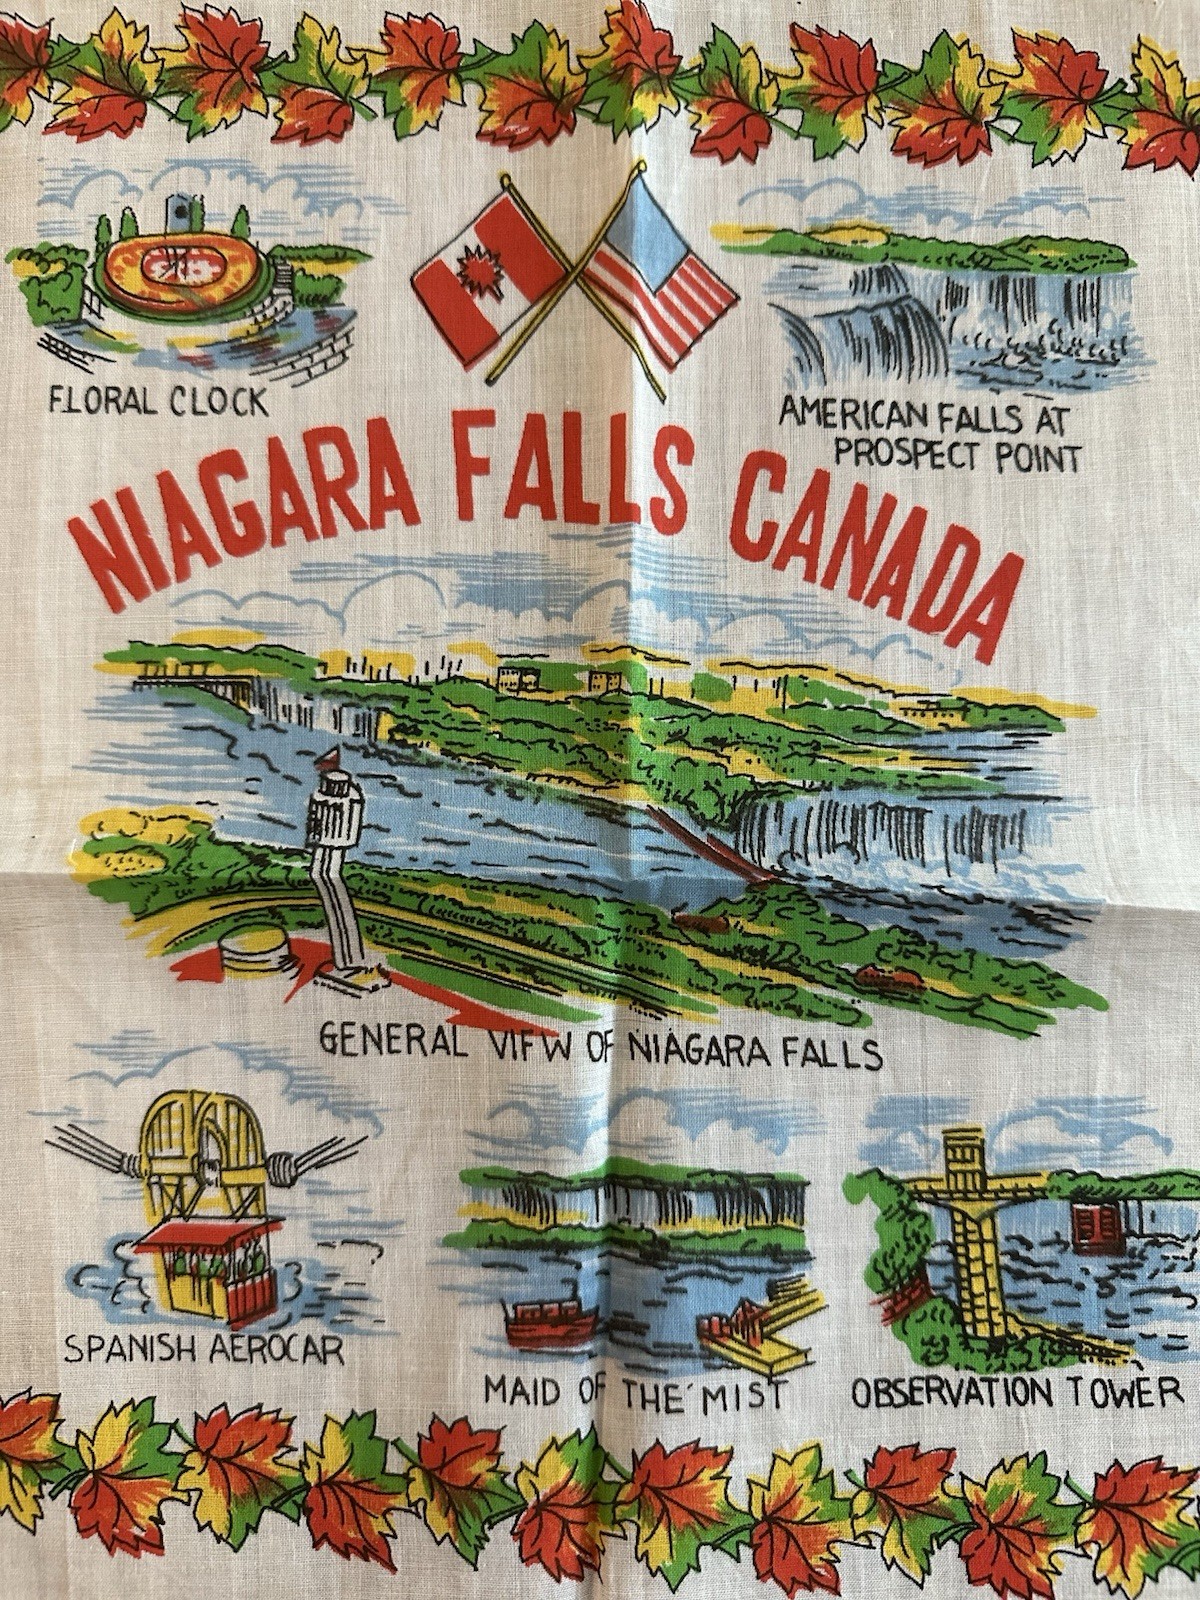 FLORAL CLOCK
AMERICAN FALLS AT
PROSPECT POINT
NIAGARA FALLS CANADA
GENERAL VIEW OF NIAGARA FALLS
SPANISH AEROCAR
MAID OF THE MIST
OBSERVATION TOWER